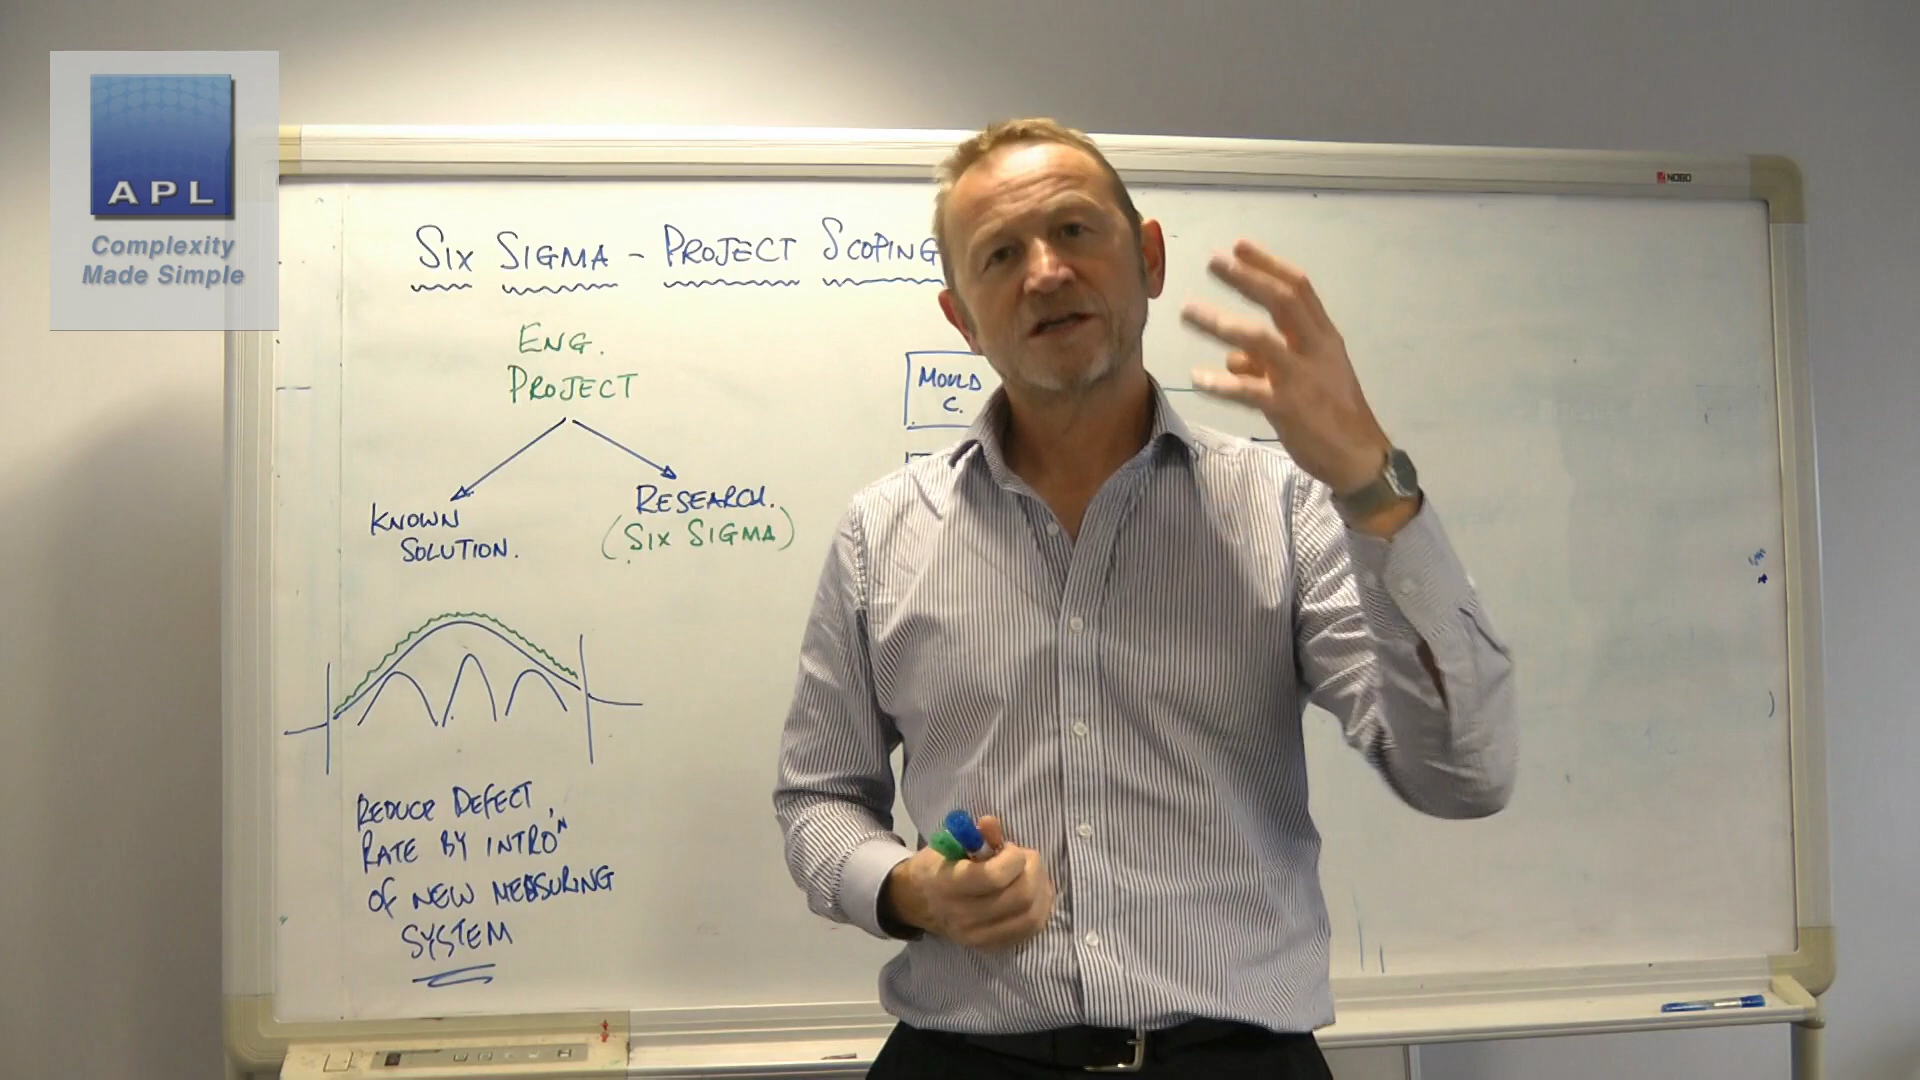 APL
Complexity
Made Simple
NOBO
SIX SIGMA - PROJECT SCOPING
ENG.
PROJECT
KNOWN
SOLUTION.
RESEARCH.
(SIX SIGMA)
MOULD
C.
REDUCE DEFECT
RATE BY INTRO'N
OF NEW MEASURING
SYSTEM